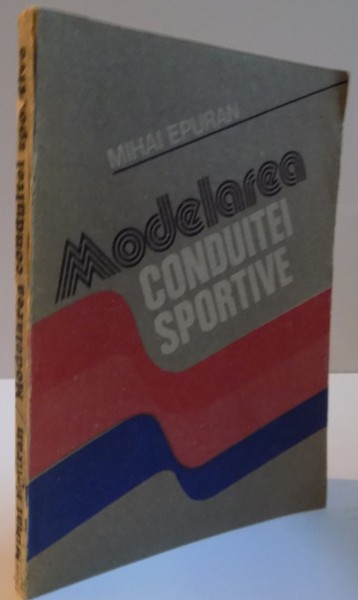 MIHAI EPURAN
Modelarea
CONDUITEI
SPORTIVE
Mihai Epuran / Modelarea conduitei sportive